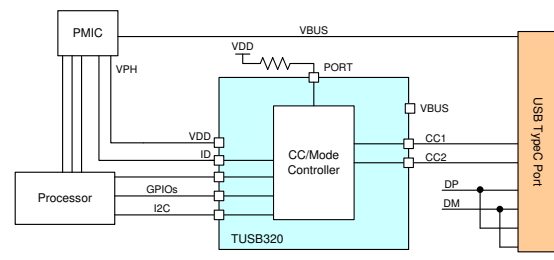 PMIC
VBUS
VDD
VPH
PORT
VBUS
VDD
CC1
ID
CC/Mode
Controller
CC2
USB TypeC Port
Processor
GPIOs
DP
I2C
DM
TUSB320